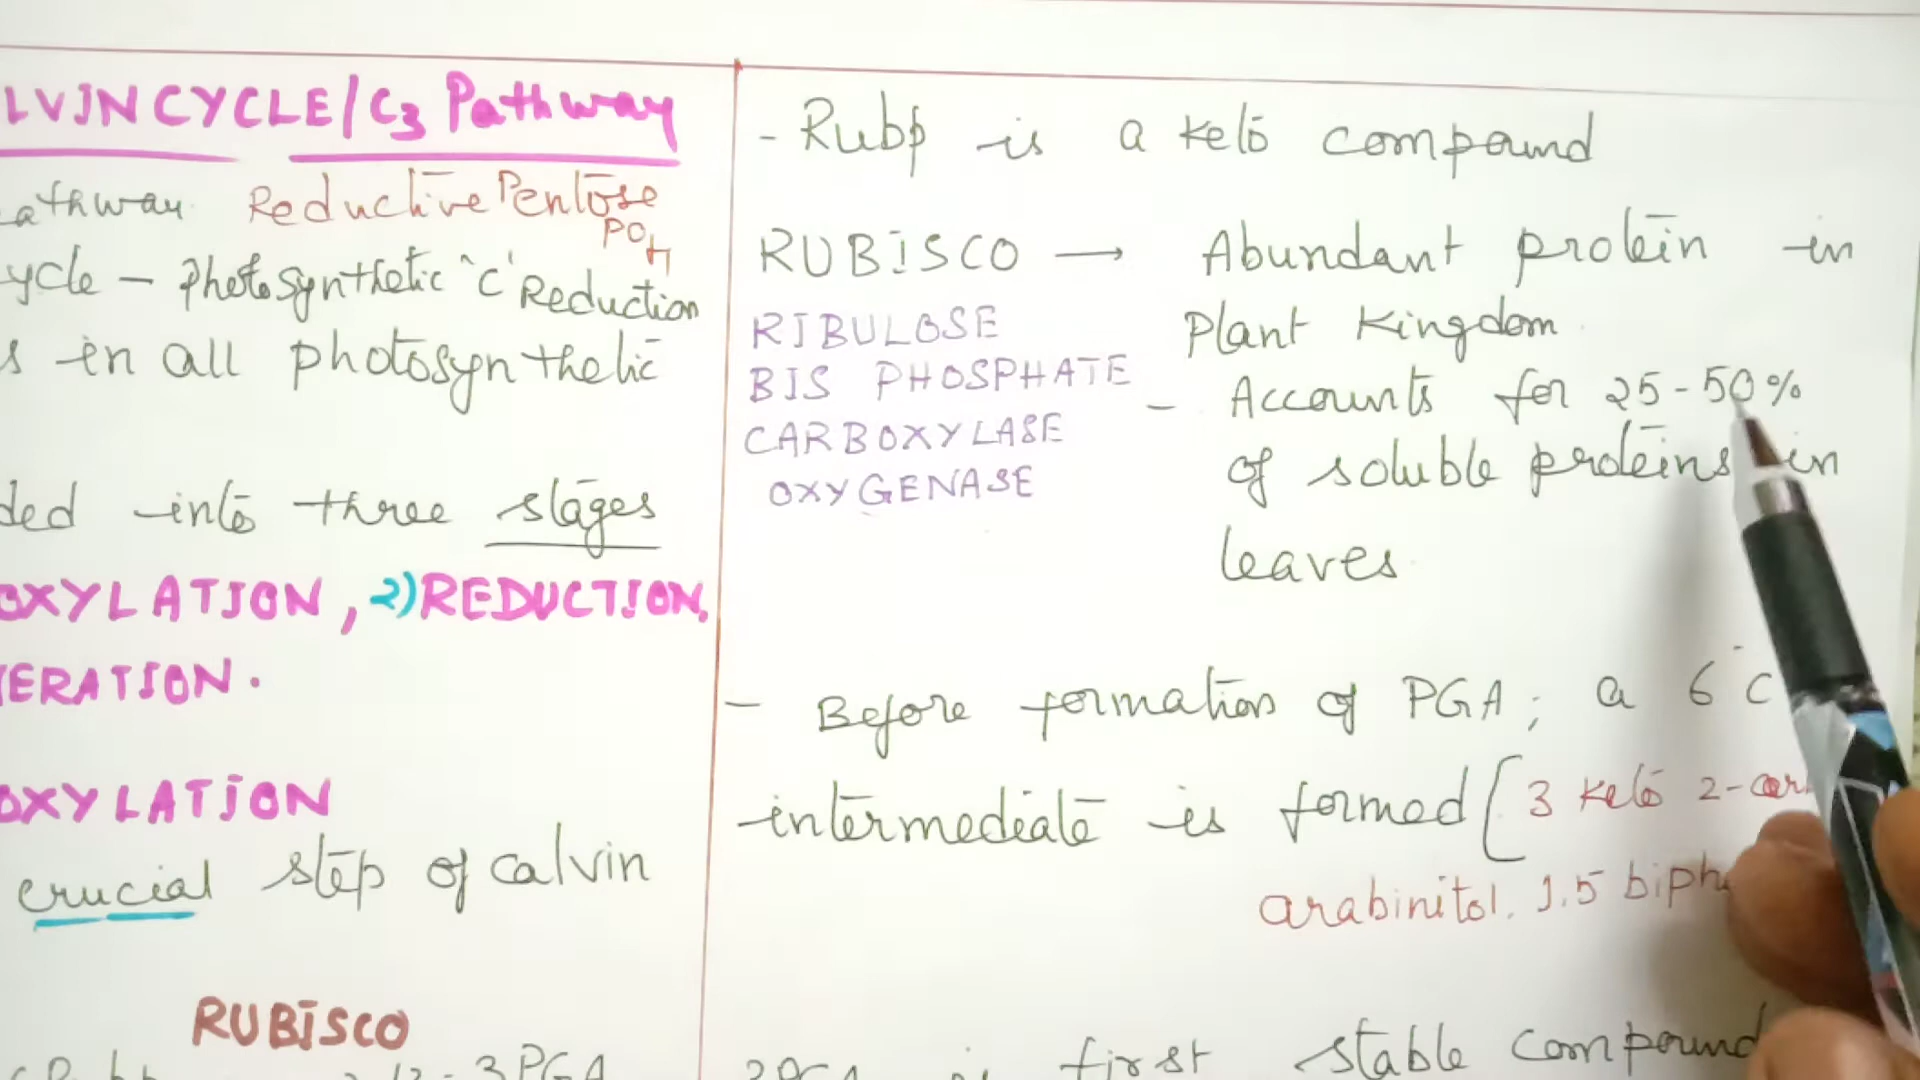 LVIN CYCLE/C3 Pathway
athway Reductive Pentose
PO4
ycle - Photosynthetic 'C' Reduction
s in all photosynthetic
ded into three stages
OXYLATION, 2) REDUCTION.
ERATION.
OXYLATION
crucial step of calvin
RUBISCO
3PGA
- Rubp is a keto compound
RUBISCO → Abundant protein in
Plant Kingdom
RIBULOSE
BIS PHOSPHATE
CARBOXYLASE
OXYGENASE
- Accounts for 25-50%
of soluble proteins in
leaves
- Before formation of PGA; a 6 C
intermediate is formed [3 keto 2-car
arabinitol. 1.5 biph
first stable compound